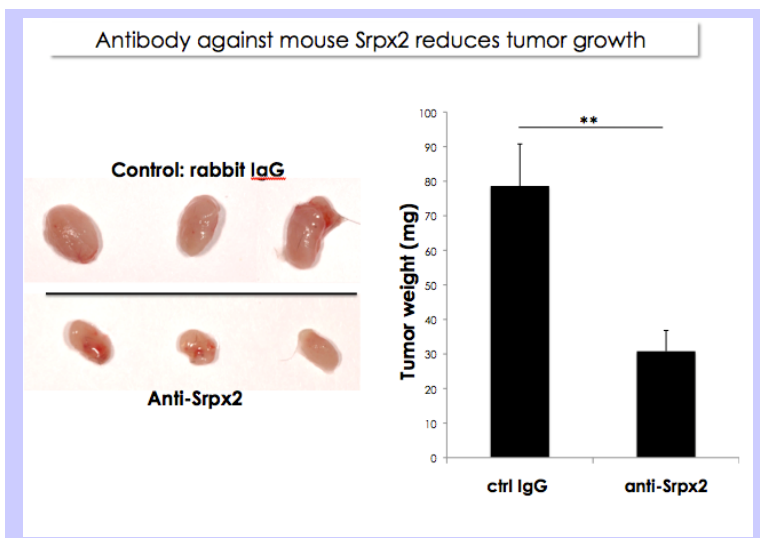 Antibody against mouse Srpx2 reduces tumor growth
Control: rabbit IgG
Anti-Srpx2
Tumor weight (mg)
100
90
80
70
60
50
40
30
20
10
0
**
ctrl IgG
anti-Srpx2